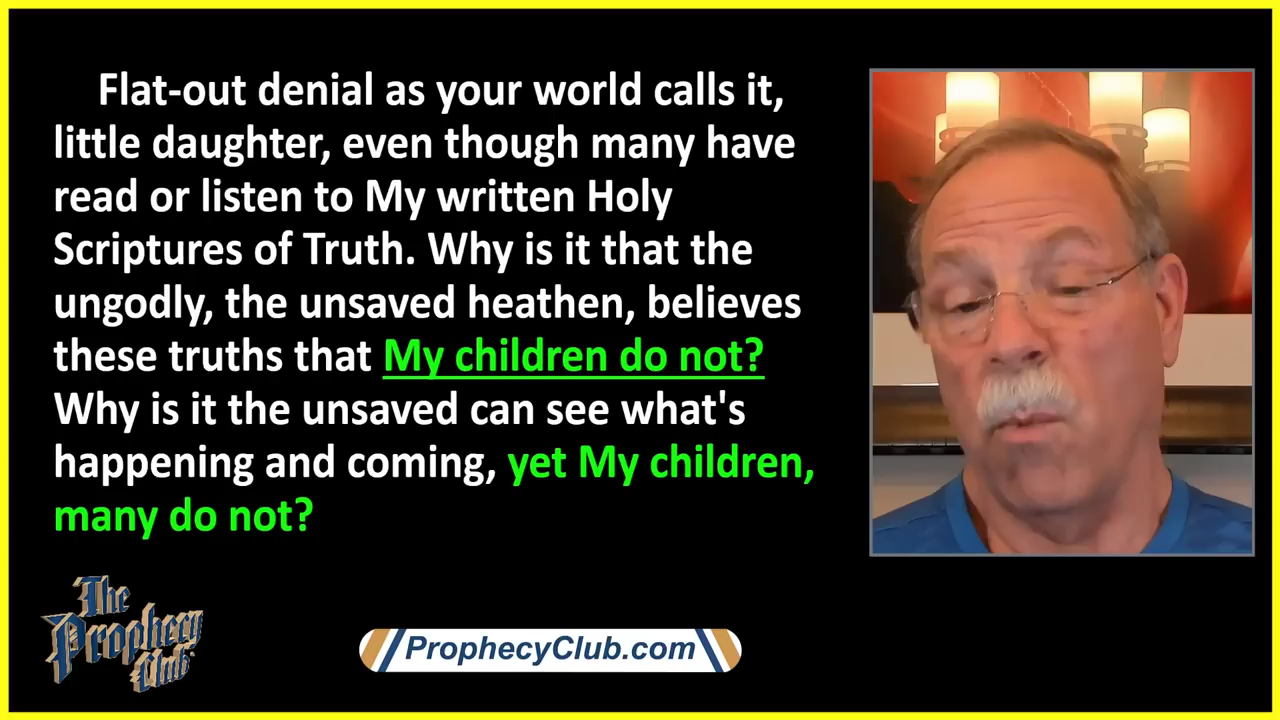 Flat-out denial as your world calls it,
little daughter, even though many have
read or listen to My written Holy
Scriptures of Truth. Why is it that the
ungodly, the unsaved heathen, believes
these truths that My children do not?
Why is it the unsaved can see what's
happening and coming, yet My children,
many do not?
The
Prophecy
Club
ProphecyClub.com